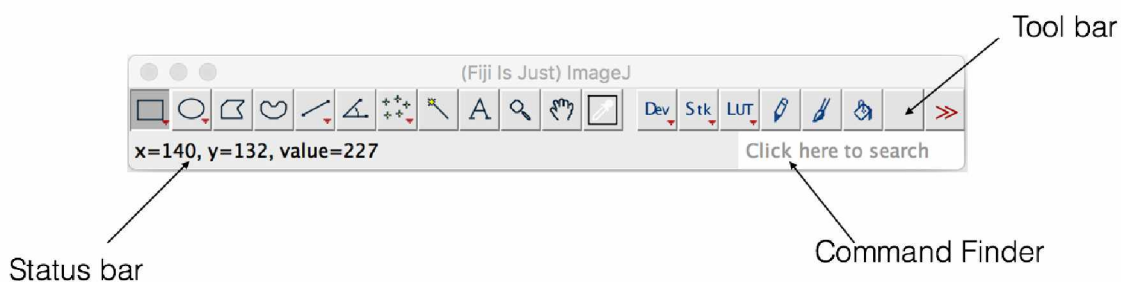 Tool bar
(Fiji Is Just) ImageJ
A Dev Stk LUT >>
x=140, y=132, value=227 Click here to search
Status bar Command Finder